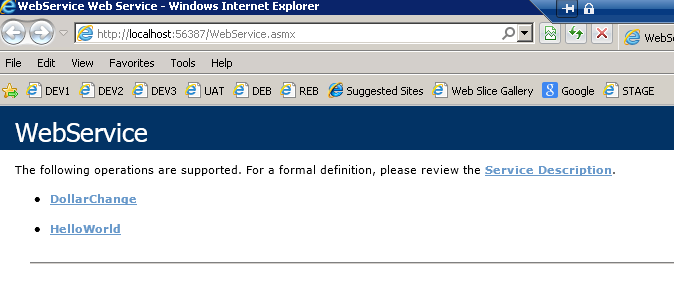 WebService Web Service - Windows Internet Explorer
http://localhost:56387/WebService.asmx
WebSe
File Edit View Favorites Tools Help
DEV1 DEV2 DEV3 UAT DEB REB Suggested Sites Web Slice Gallery Google STAGE
WebService
The following operations are supported. For a formal definition, please review the Service Description.
• DollarChange
• HelloWorld